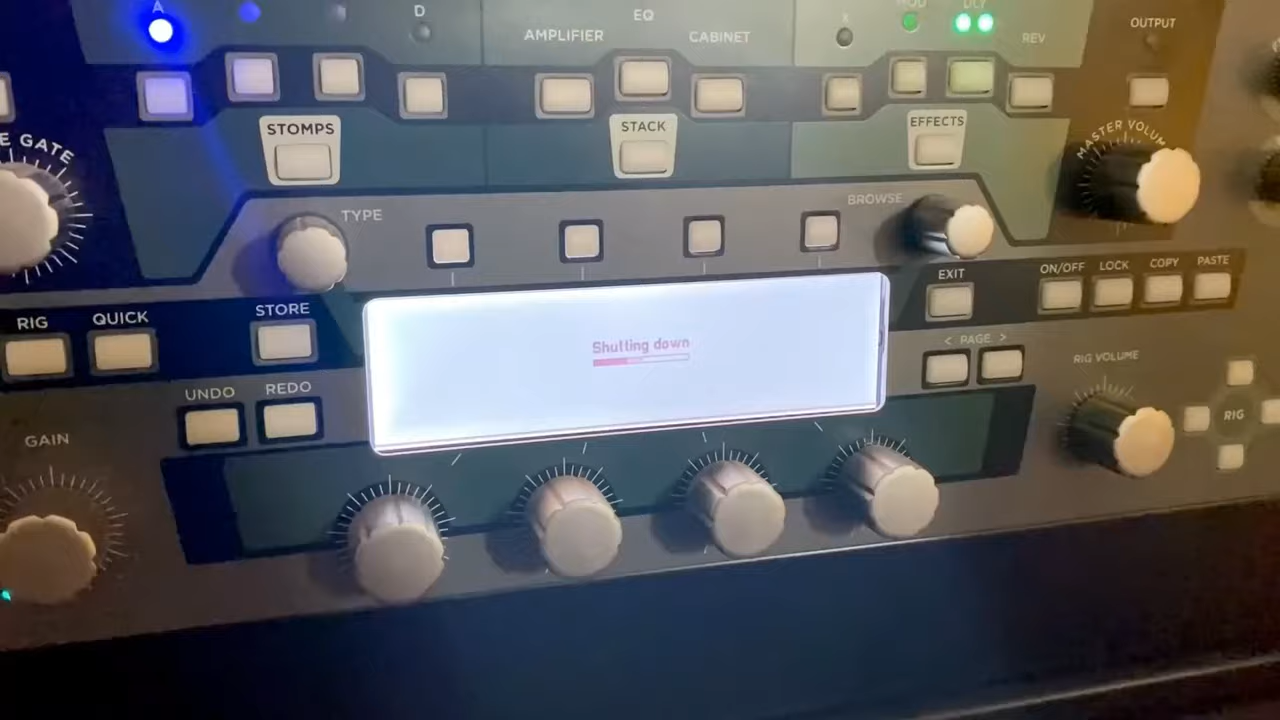 A
D
EQ
AMPLIFIER
CABINET
X
MOD
DLY
REV
OUTPUT
STOMPS
STACK
EFFECTS
E GATE
MASTER VOLUM
TYPE
BROWSE
EXIT
ON/OFF
LOCK
COPY
PASTE
RIG
QUICK
STORE
Shutting down
< PAGE >
UNDO
REDO
RIG VOLUME
GAIN
RIG